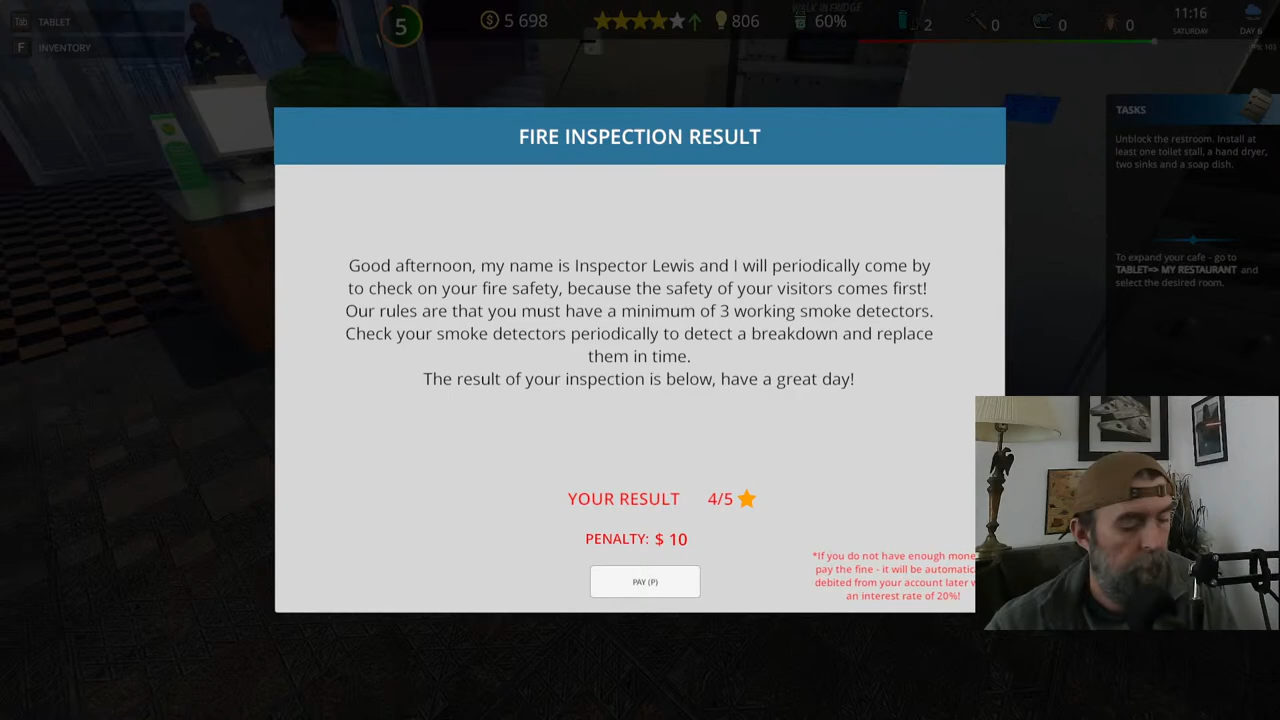 Tab TABLET
F INVENTORY
5
5 698
806
60%
2
0
0
0
11:16
SATURDAY
DAY 6
WALK IN FRIDGE
FIRE INSPECTION RESULT
Good afternoon, my name is Inspector Lewis and I will periodically come by
to check on your fire safety, because the safety of your visitors comes first!
Our rules are that you must have a minimum of 3 working smoke detectors.
Check your smoke detectors periodically to detect a breakdown and replace
them in time.
The result of your inspection is below, have a great day!
YOUR RESULT 4/5
PENALTY: $ 10
PAY (P)
*If you do not have enough mone
pay the fine - it will be automatic
debited from your account later w
an interest rate of 20%!
TASKS
Unblock the restroom. Install at
least one toilet stall, a hand dryer,
two sinks and a soap dish.
To expand your cafe - go to
TABLET=> MY RESTAURANT and
select the desired room.